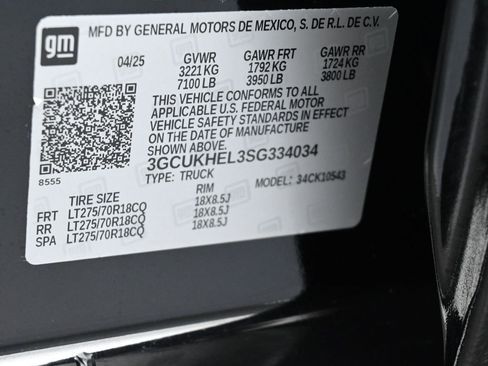 gm
MFD BY GENERAL MOTORS DE MEXICO, S. DE R.L. DE C.V.
04/25 GVWR GAWR FRT GAWR RR
3221 KG 1792 KG 1724 KG
7100 LB 3950 LB 3800 LB
THIS VEHICLE CONFORMS TO ALL
APPLICABLE U.S. FEDERAL MOTOR
VEHICLE SAFETY STANDARDS IN EFFECT
ON THE DATE OF MANUFACTURE
SHOWN ABOVE.
8555
3GCUKHEL3SG334034
TYPE: TRUCK MODEL: 34CK10543
TIRE SIZE RIM
FRT LT275/70R18CQ 18X8.5J
RR LT275/70R18CQ 18X8.5J
SPA LT275/70R18CQ 18X8.5J